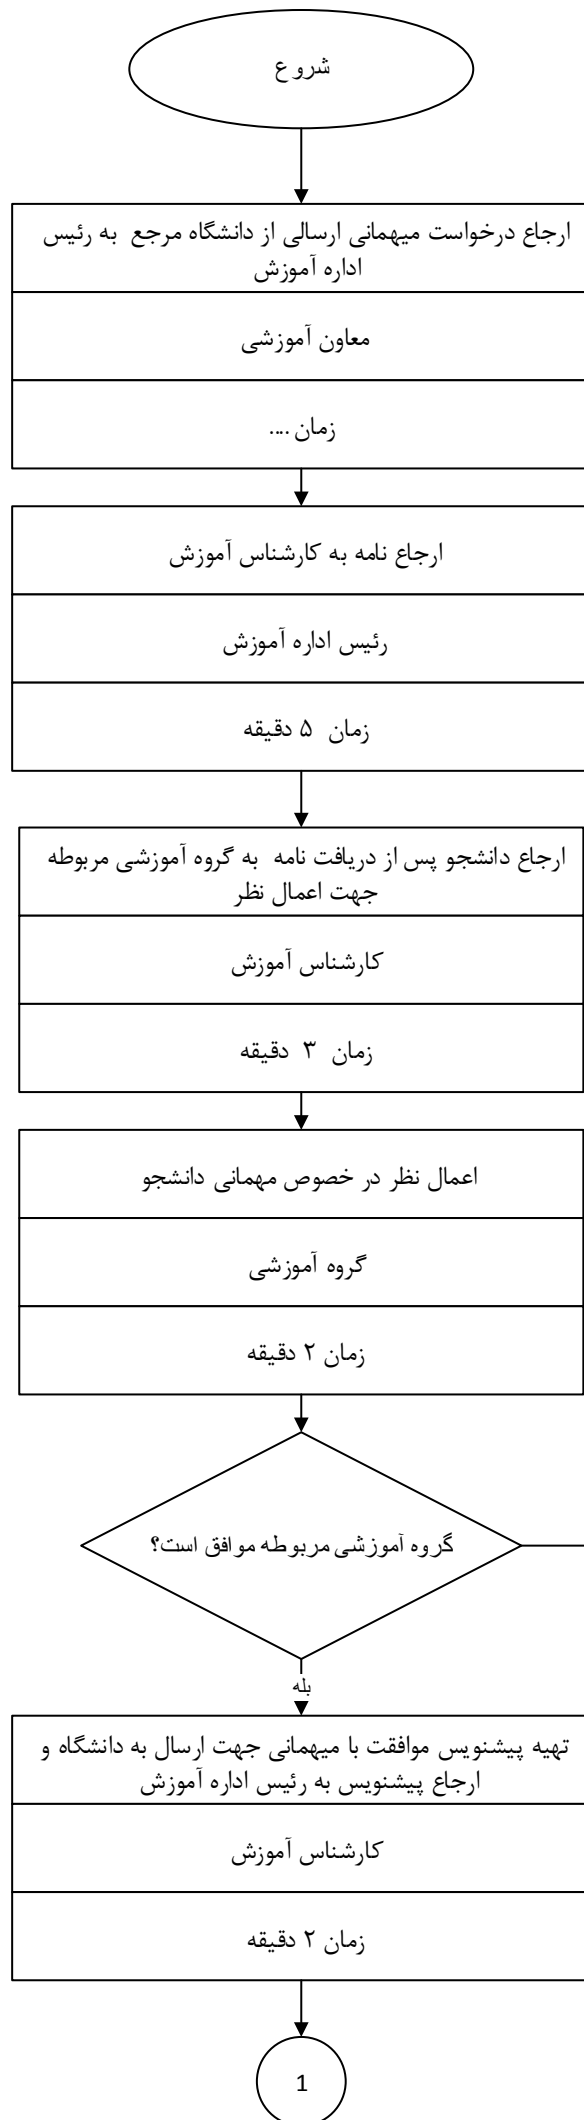 شروع
ارجاع درخواست میهمانی ارسالی از دانشگاه مرجع به رئیس
اداره آموزش
معاون آموزشی
زمان ....
ارجاع نامه به کارشناس آموزش
رئیس اداره آموزش
زمان ۵ دقیقه
ارجاع دانشجو پس از دریافت نامه به گروه آموزشی مربوطه
جهت اعمال نظر
کارشناس آموزش
زمان ۳ دقیقه
اعمال نظر در خصوص مهمانی دانشجو
گروه آموزشی
زمان ۲ دقیقه
گروه آموزشی مربوطه موافق است؟
بله
تهیه پیشنویس موافقت با میهمانی جهت ارسال به دانشگاه و
ارجاع پیشنویس به رئیس اداره آموزش
کارشناس آموزش
زمان ۲ دقیقه
1